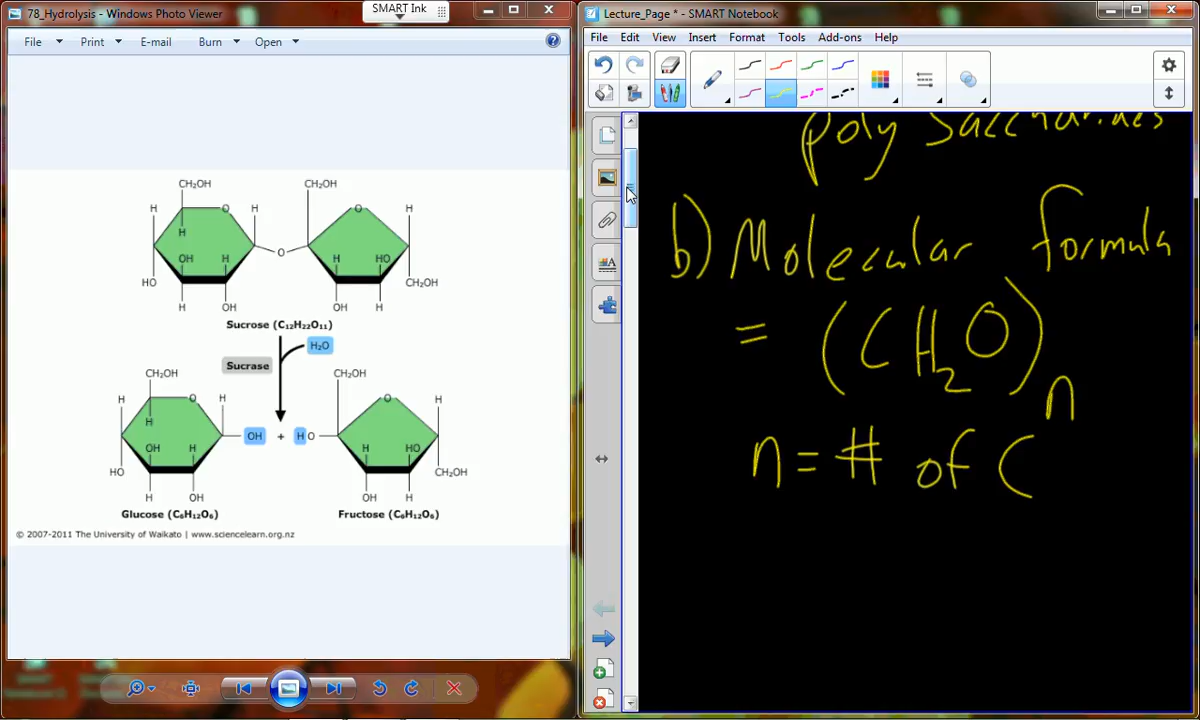 78_Hydrolysis - Windows Photo Viewer
SMART Ink
File Print E-mail Burn Open
CH₂OH CH₂OH
H O H O H
H
OH H O H HO
HO CH₂OH
H OH OH H
Sucrose (C₁₂H₂₂O₁₁)
H₂O
Sucrase
CH₂OH CH₂OH
H O H O H
H
OH + H O
OH H H HO
HO CH₂OH
H OH OH H
Glucose (C₆H₁₂O₆) Fructose (C₆H₁₂O₆)
© 2007-2011 The University of Waikato | www.sciencelearn.org.nz
Lecture_Page * - SMART Notebook
File Edit View Insert Format Tools Add-ons Help
poly Saccharides
b) Molecular formula
= (CH₂O)n
n = # of C